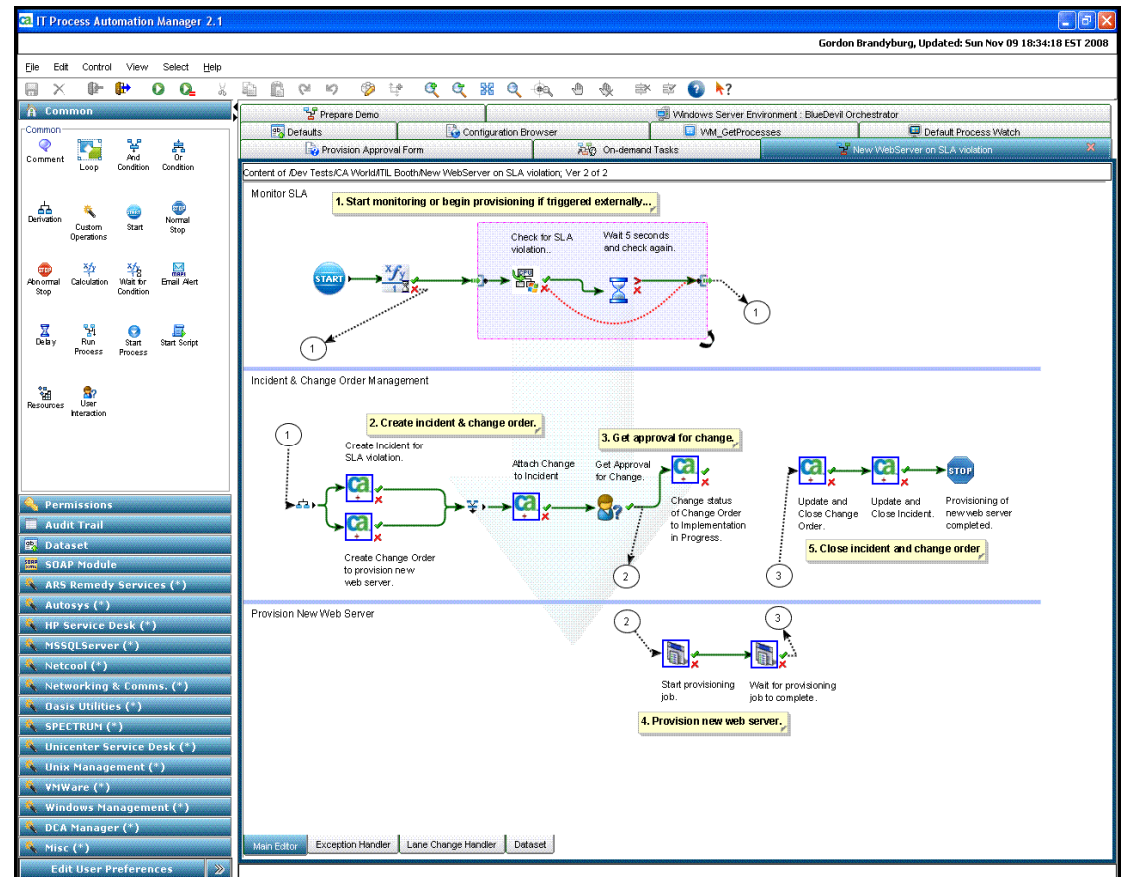 IT Process Automation Manager 2.1
Gordon Brandyburg, Updated: Sun Nov 09 18:34:18 EST 2008
File Edit Control View Select Help
Common
Common
Comment
Loop
And Condition
Or Condition
Derivation
Custom Operations
Start
Normal Stop
Abnormal Stop
Calculation
Wait for Condition
Email Alert
Delay
Run Process
Start Process
Start Script
Resources
User Interaction
Permissions
Audit Trail
Dataset
SOAP Module
ARS Remedy Services (*)
Autosys (*)
HP Service Desk (*)
MSSQLServer (*)
Netcool (*)
Networking & Comms. (*)
Oasis Utilities (*)
SPECTRUM (*)
Unicenter Service Desk (*)
Unix Management (*)
VMWare (*)
Windows Management (*)
DCA Manager (*)
Misc (*)
Edit User Preferences
Prepare Demo
Windows Server Environment : BlueDevil Orchestrator
Defaults
Configuration Browser
WM_GetProcesses
Default Process Watch
Provision Approval Form
On-demand Tasks
New WebServer on SLA violation
Content of /Dev Tests/CA World/ITIL Booth/New WebServer on SLA violation; Ver 2 of 2
Monitor SLA
1. Start monitoring or begin provisioning if triggered externally...
Check for SLA
violation..
Wait 5 seconds
and check again.
START
1
1
Incident & Change Order Management
2. Create incident & change order.
3. Get approval for change.
1
Create Incident for
SLA violation.
Attach Change
to Incident
Get Approval
for Change.
ca
ca
ca
ca
ca
ca
STOP
Change status
of Change Order
to Implementation
in Progress.
Update and
Close Change
Order.
Update and
Close Incident.
Provisioning of
new web server
completed.
Create Change Order
to provision new
web server.
5. Close incident and change order
2
3
Provision New Web Server
2
3
Start provisioning
job.
Wait for provisioning
job to complete.
4. Provision new web server.
Main Editor
Exception Handler
Lane Change Handler
Dataset